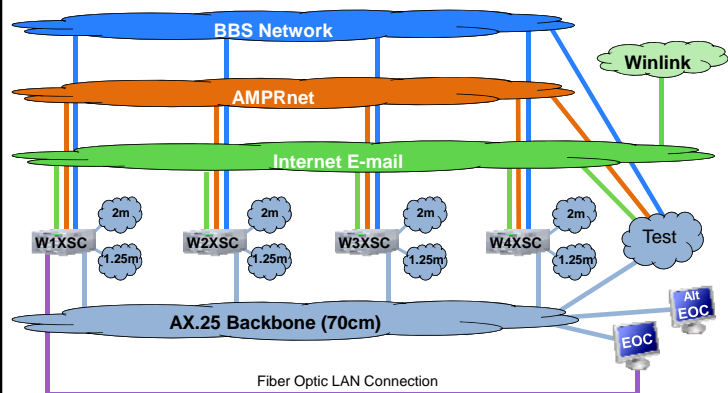 BBS Network
Winlink
AMPRnet
Internet E-mail
2m
2m
2m
2m
W1XSC
W2XSC
W3XSC
W4XSC
Test
1.25m
1.25m
1.25m
1.25m
Alt
EOC
AX.25 Backbone (70cm)
EOC
Fiber Optic LAN Connection